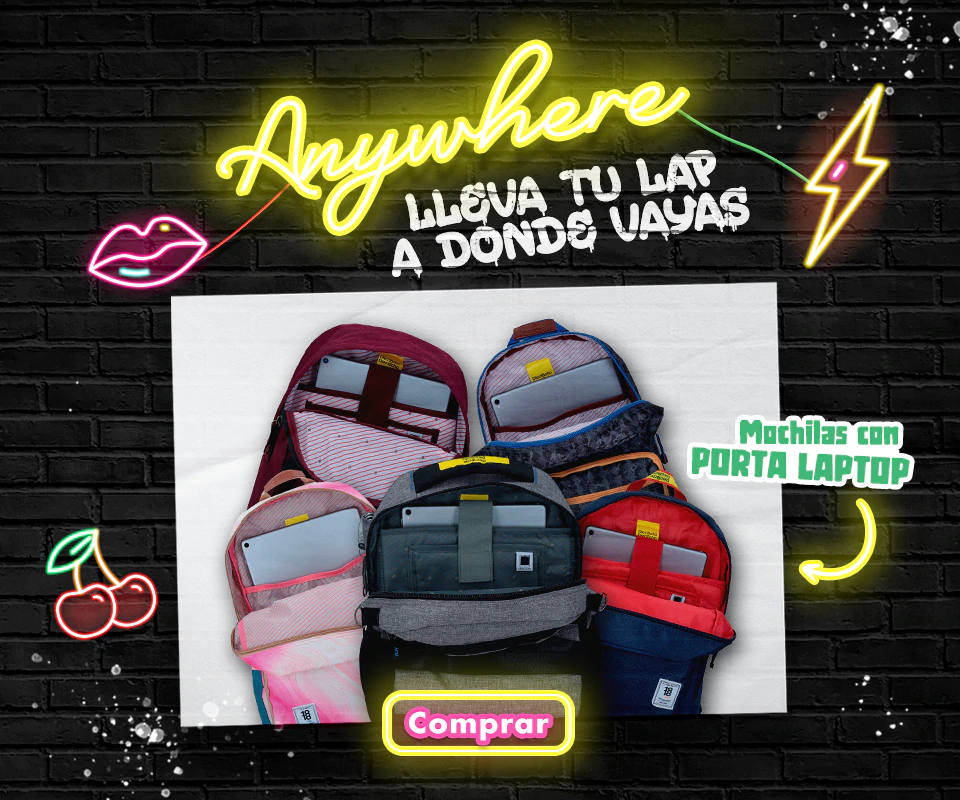 Anywhere
LLEVA TU LAP
A DONDE VAYAS
Mochilas con
PORTA LAPTOP
Comprar